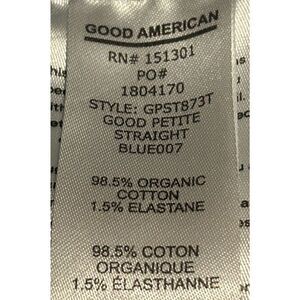 GOOD AMERICAN
RN# 151301
PO#
1804170
STYLE: GPST873T
GOOD PETITE
STRAIGHT
BLUE007
98.5% ORGANIC
COTTON
1.5% ELASTANE
98.5% COTON
ORGANIQUE
1.5% ÉLASTHANNE